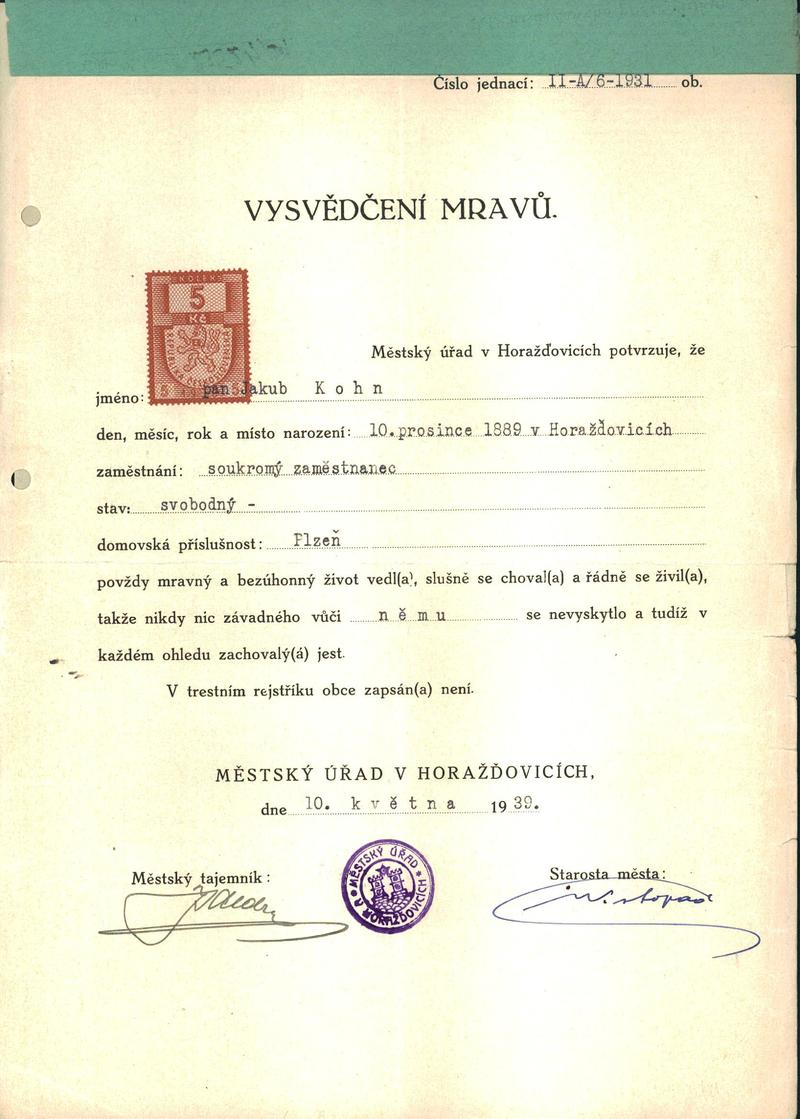 Číslo jednací: II-A/6-1931 ob.
VYSVĚDČENÍ MRAVŮ.
KOLEK
5
Kč
Městský úřad v Horažďovicích potvrzuje, že
jméno: pan Jakub Kohn
den, měsíc, rok a místo narození: 10.prosince 1889 v Horažďovicích
zaměstnání: soukromý zaměstnanec
stav: svobodný -
domovská příslušnost: Plzeň
povždy mravný a bezúhonný život vedl(a), slušně se choval(a) a řádně se živil(a),
takže nikdy nic závadného vůči němu se nevyskytlo a tudíž v
každém ohledu zachovalý(á) jest.
V trestním rejstříku obce zapsán(a) není.
MĚSTSKÝ ÚŘAD V HORAŽĎOVICÍCH,
dne 10. května 1939.
MĚSTSKÝ ÚŘAD
V HORAŽĎOVICÍCH
Městský tajemník:
Starosta města: